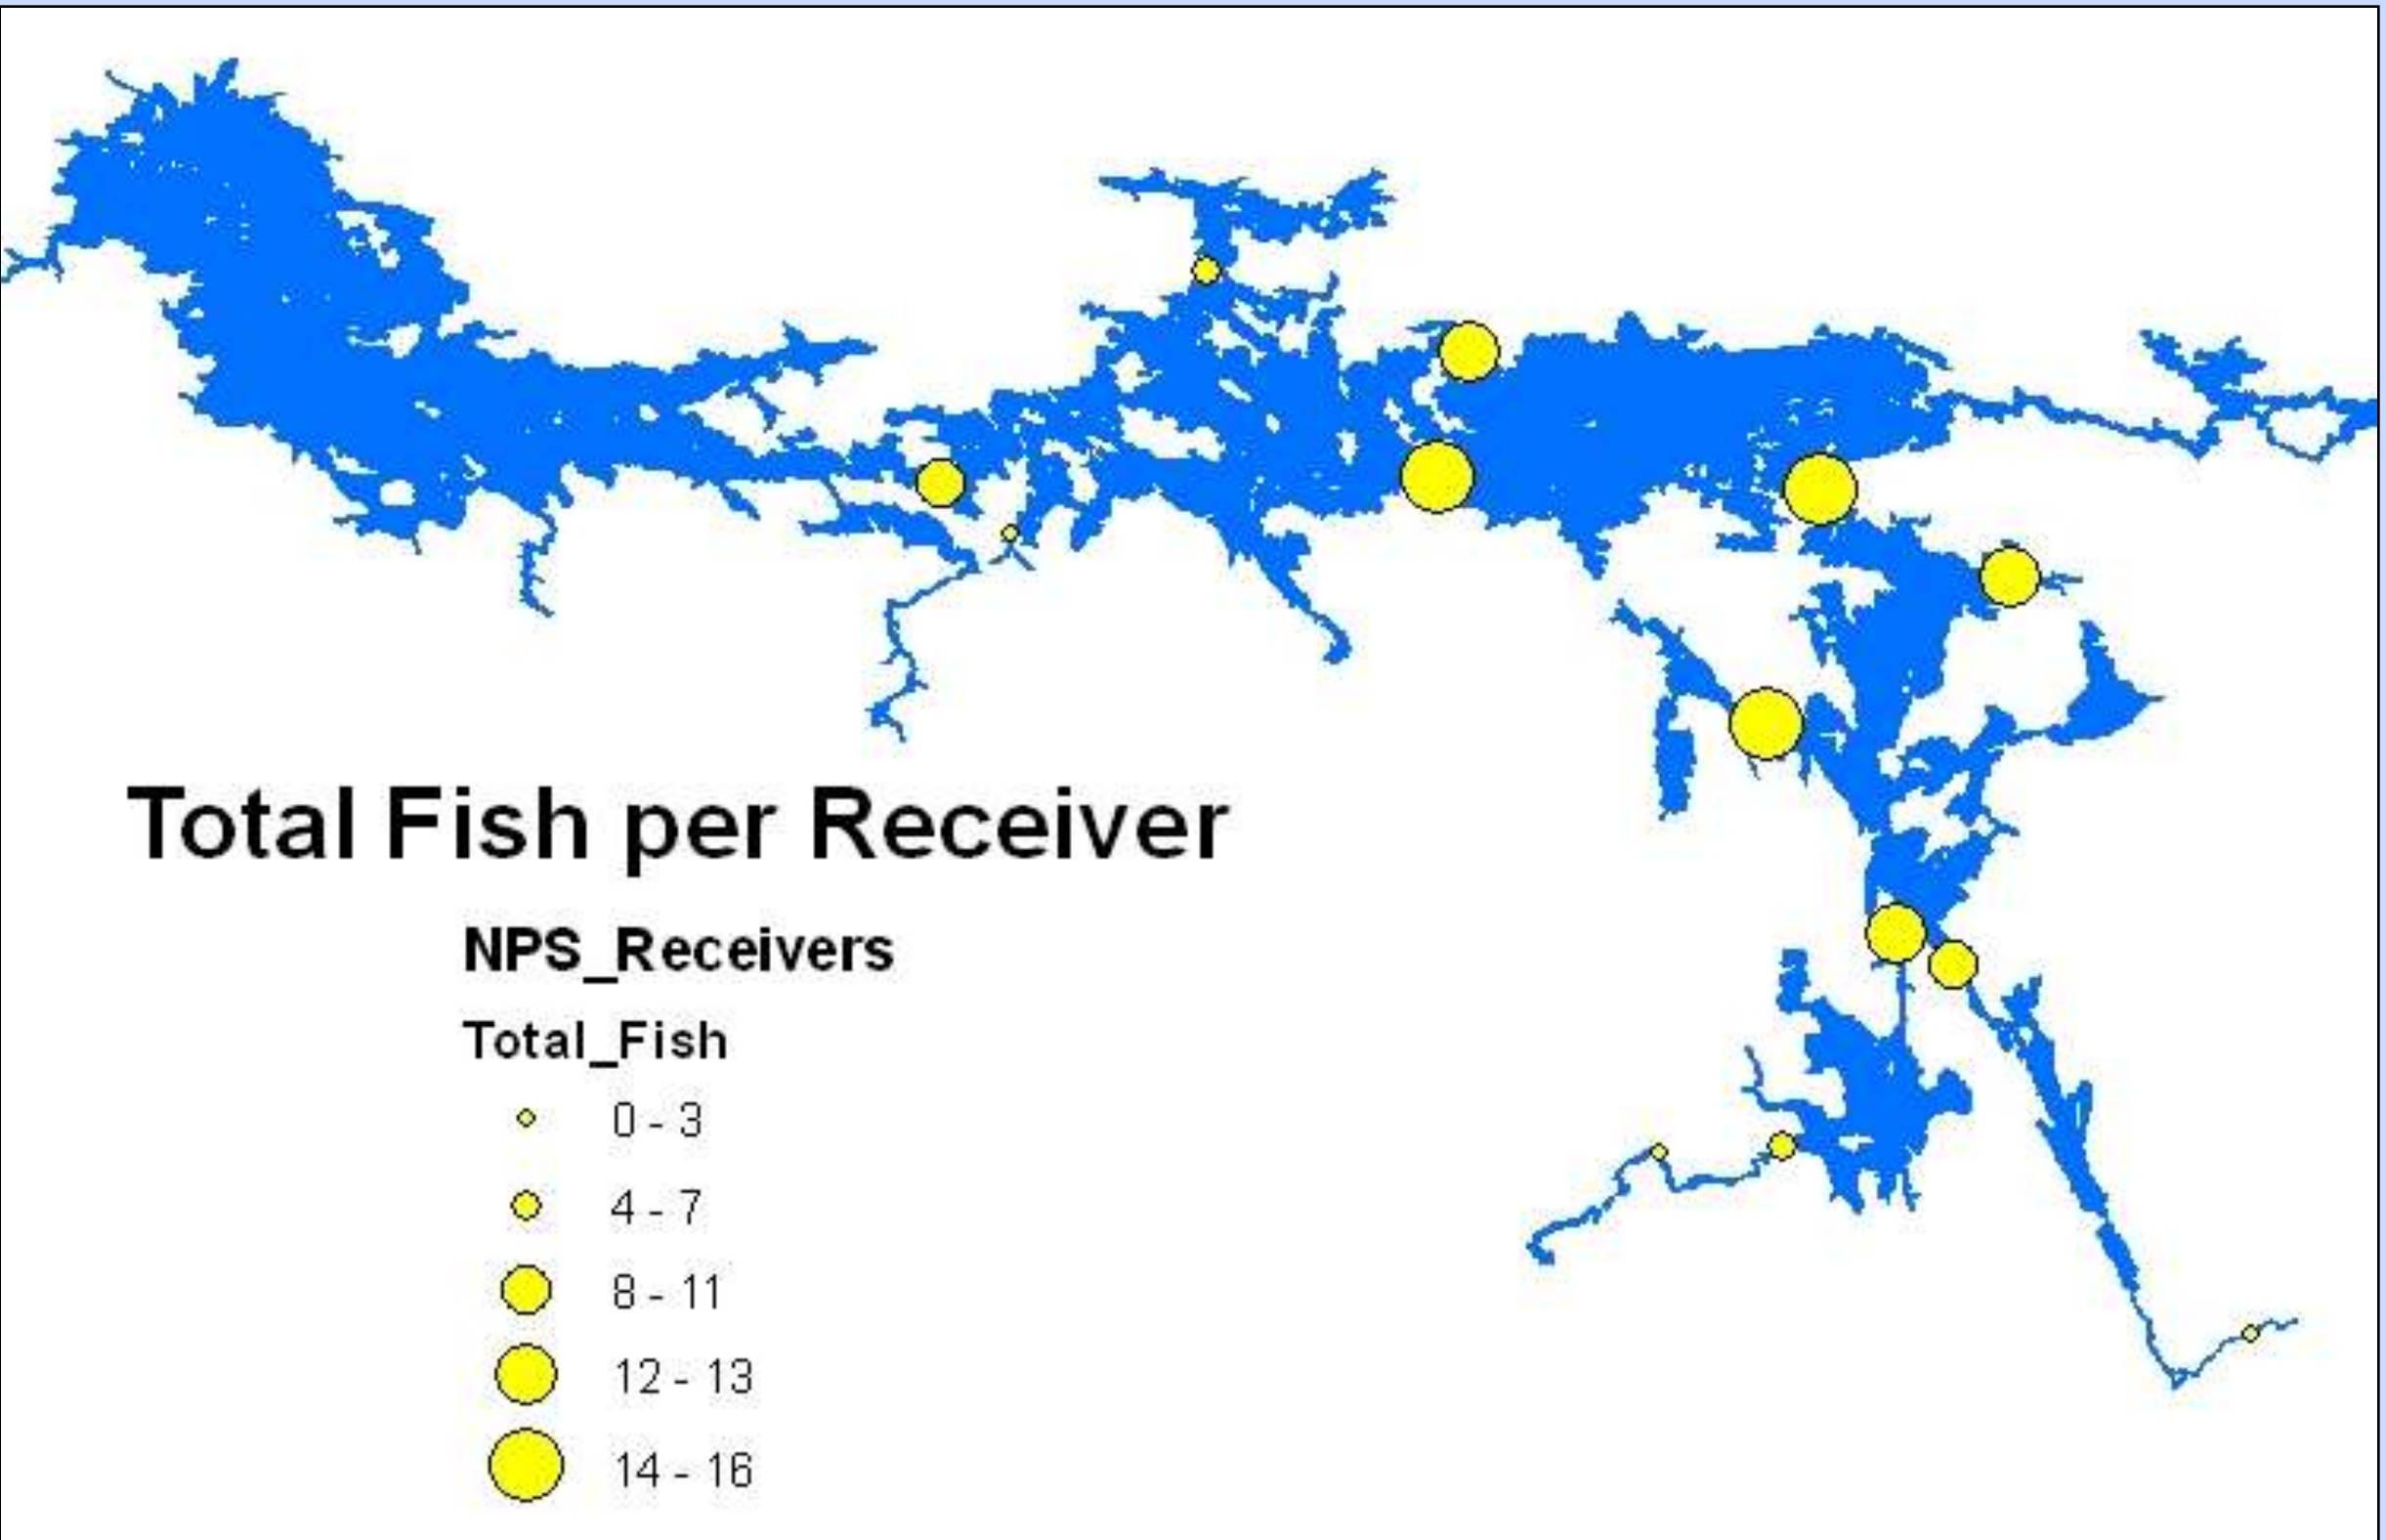 Total Fish per Receiver
NPS_Receivers
Total_Fish
0 - 3
4 - 7
8 - 11
12 - 13
14 - 16